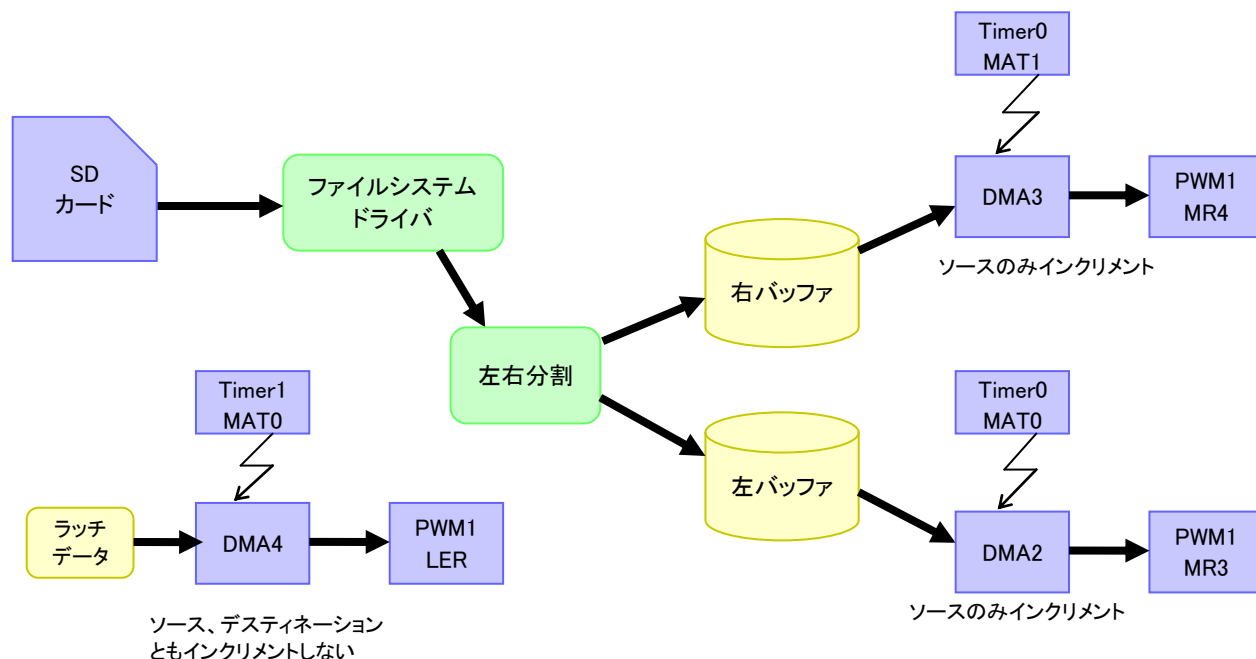 Timer0
MAT1
SD
カード
ファイルシステム
ドライバ
DMA3
PWM1
MR4
ソースのみインクリメント
右バッファ
左右分割
Timer1
MAT0
Timer0
MAT0
左バッファ
ラッチ
データ
DMA4
PWM1
LER
DMA2
PWM1
MR3
ソースのみインクリメント
ソース、デスティネーション
ともインクリメントしない